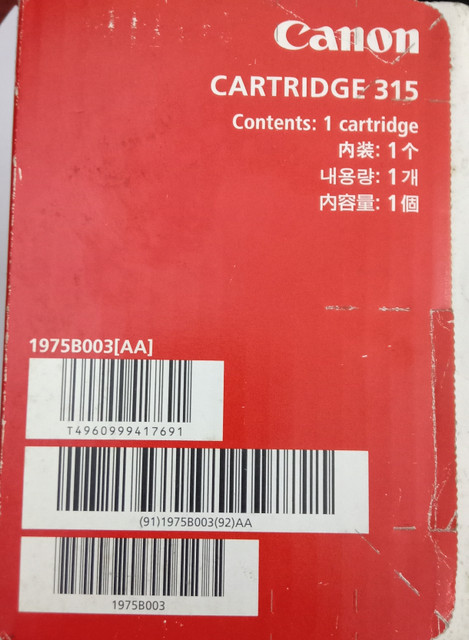 Canon
CARTRIDGE 315
Contents: 1 cartridge
内装: 1个
내용량: 1개
内容量: 1個
1975B003[AA]
T4960999417691
(91)1975B003(92)AA
1975B003